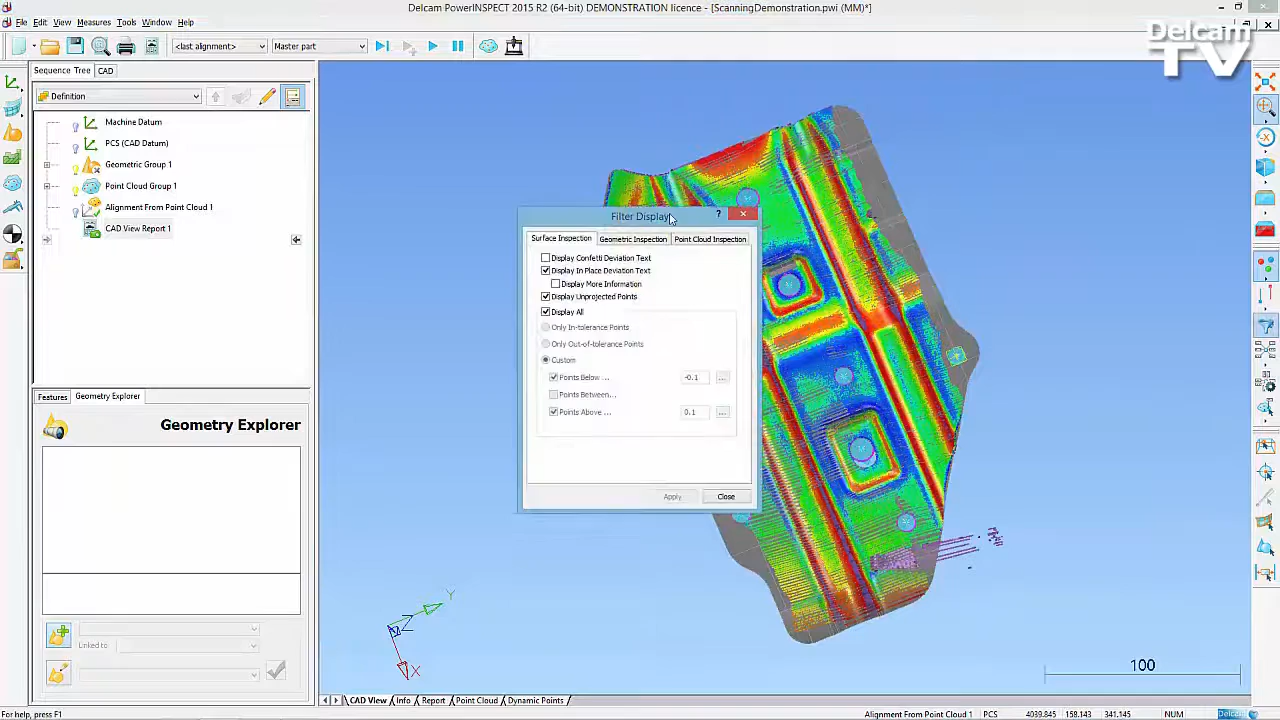 Delcam PowerINSPECT 2015 R2 (64-bit) DEMONSTRATION licence - [ScanningDemonstration.pwi (MM)*]
File Edit View Measures Tools Window Help
<last alignment> Master part
Delcam
TV
Sequence Tree CAD
Definition
Machine Datum
PCS (CAD Datum)
Geometric Group 1
Point Cloud Group 1
Alignment From Point Cloud 1
CAD View Report 1
Filter Display
Surface Inspection Geometric Inspection Point Cloud Inspection
Display Confetti Deviation Text
Display In Place Deviation Text
Display More Information
Display Unprojected Points
Display All
Only In-tolerance Points
Only Out-of-tolerance Points
Custom
Points Below ... -0.1 ...
Points Between...
Points Above ... 0.1 ...
Apply Close
Features Geometry Explorer
Geometry Explorer
Linked to:
Y
Z
X
100
CAD View Info Report Point Cloud Dynamic Points
For help, press F1 Alignment From Point Cloud 1 PCS 4039.845 158.143 341.145 NUM Delcam